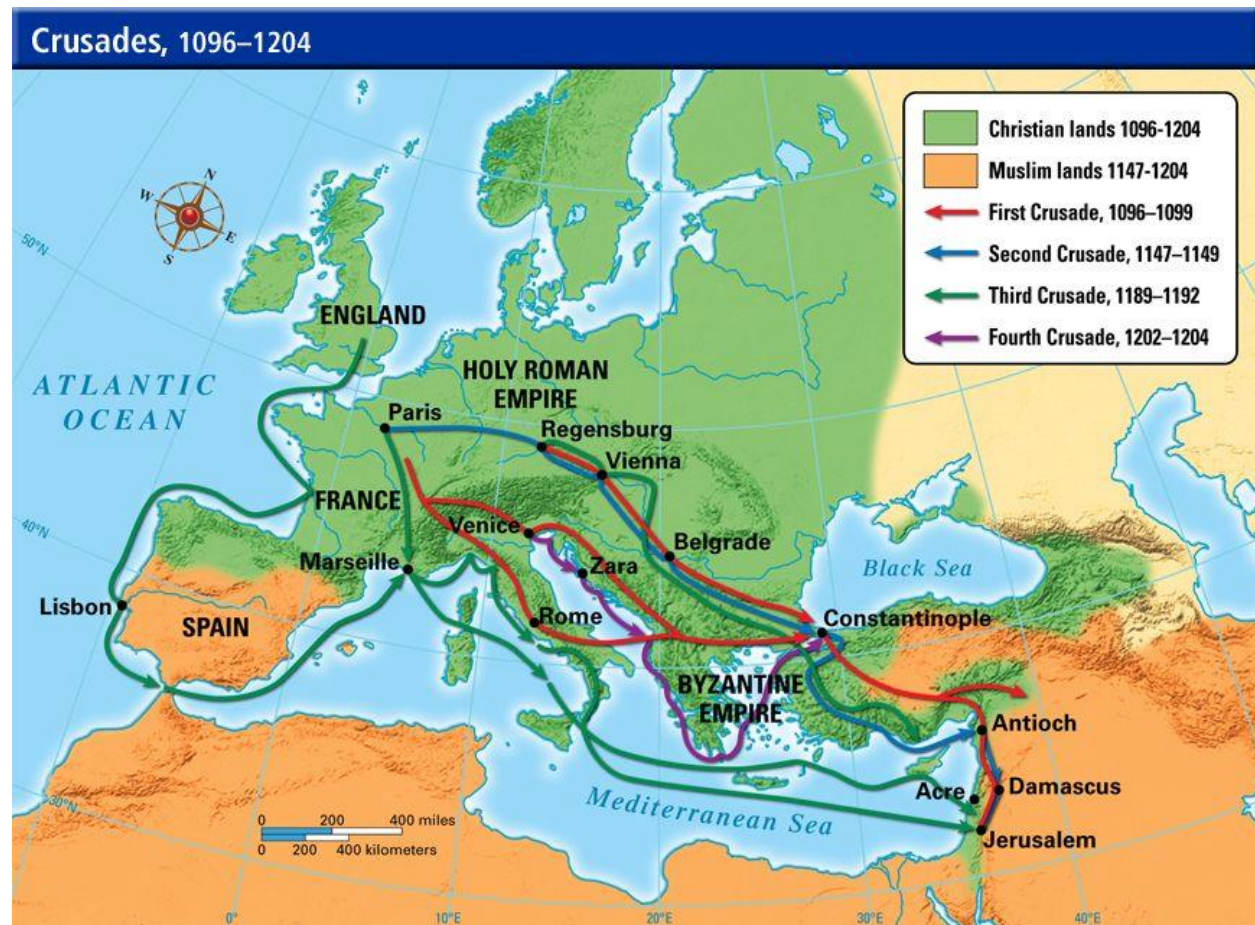 Crusades, 1096–1204
Christian lands 1096-1204
Muslim lands 1147-1204
First Crusade, 1096–1099
Second Crusade, 1147–1149
Third Crusade, 1189–1192
Fourth Crusade, 1202–1204
N
W
E
S
50°N
ENGLAND
ATLANTIC
OCEAN
HOLY ROMAN
EMPIRE
Paris
Regensburg
Vienna
FRANCE
40°N
Venice
Belgrade
Marseille
Zara
Black Sea
Lisbon
SPAIN
Rome
Constantinople
BYZANTINE
EMPIRE
Antioch
Damascus
Acre
Mediterranean Sea
Jerusalem
30°N
0 200 400 miles
0 200 400 kilometers
0°
10°E
20°E
30°E
40°E